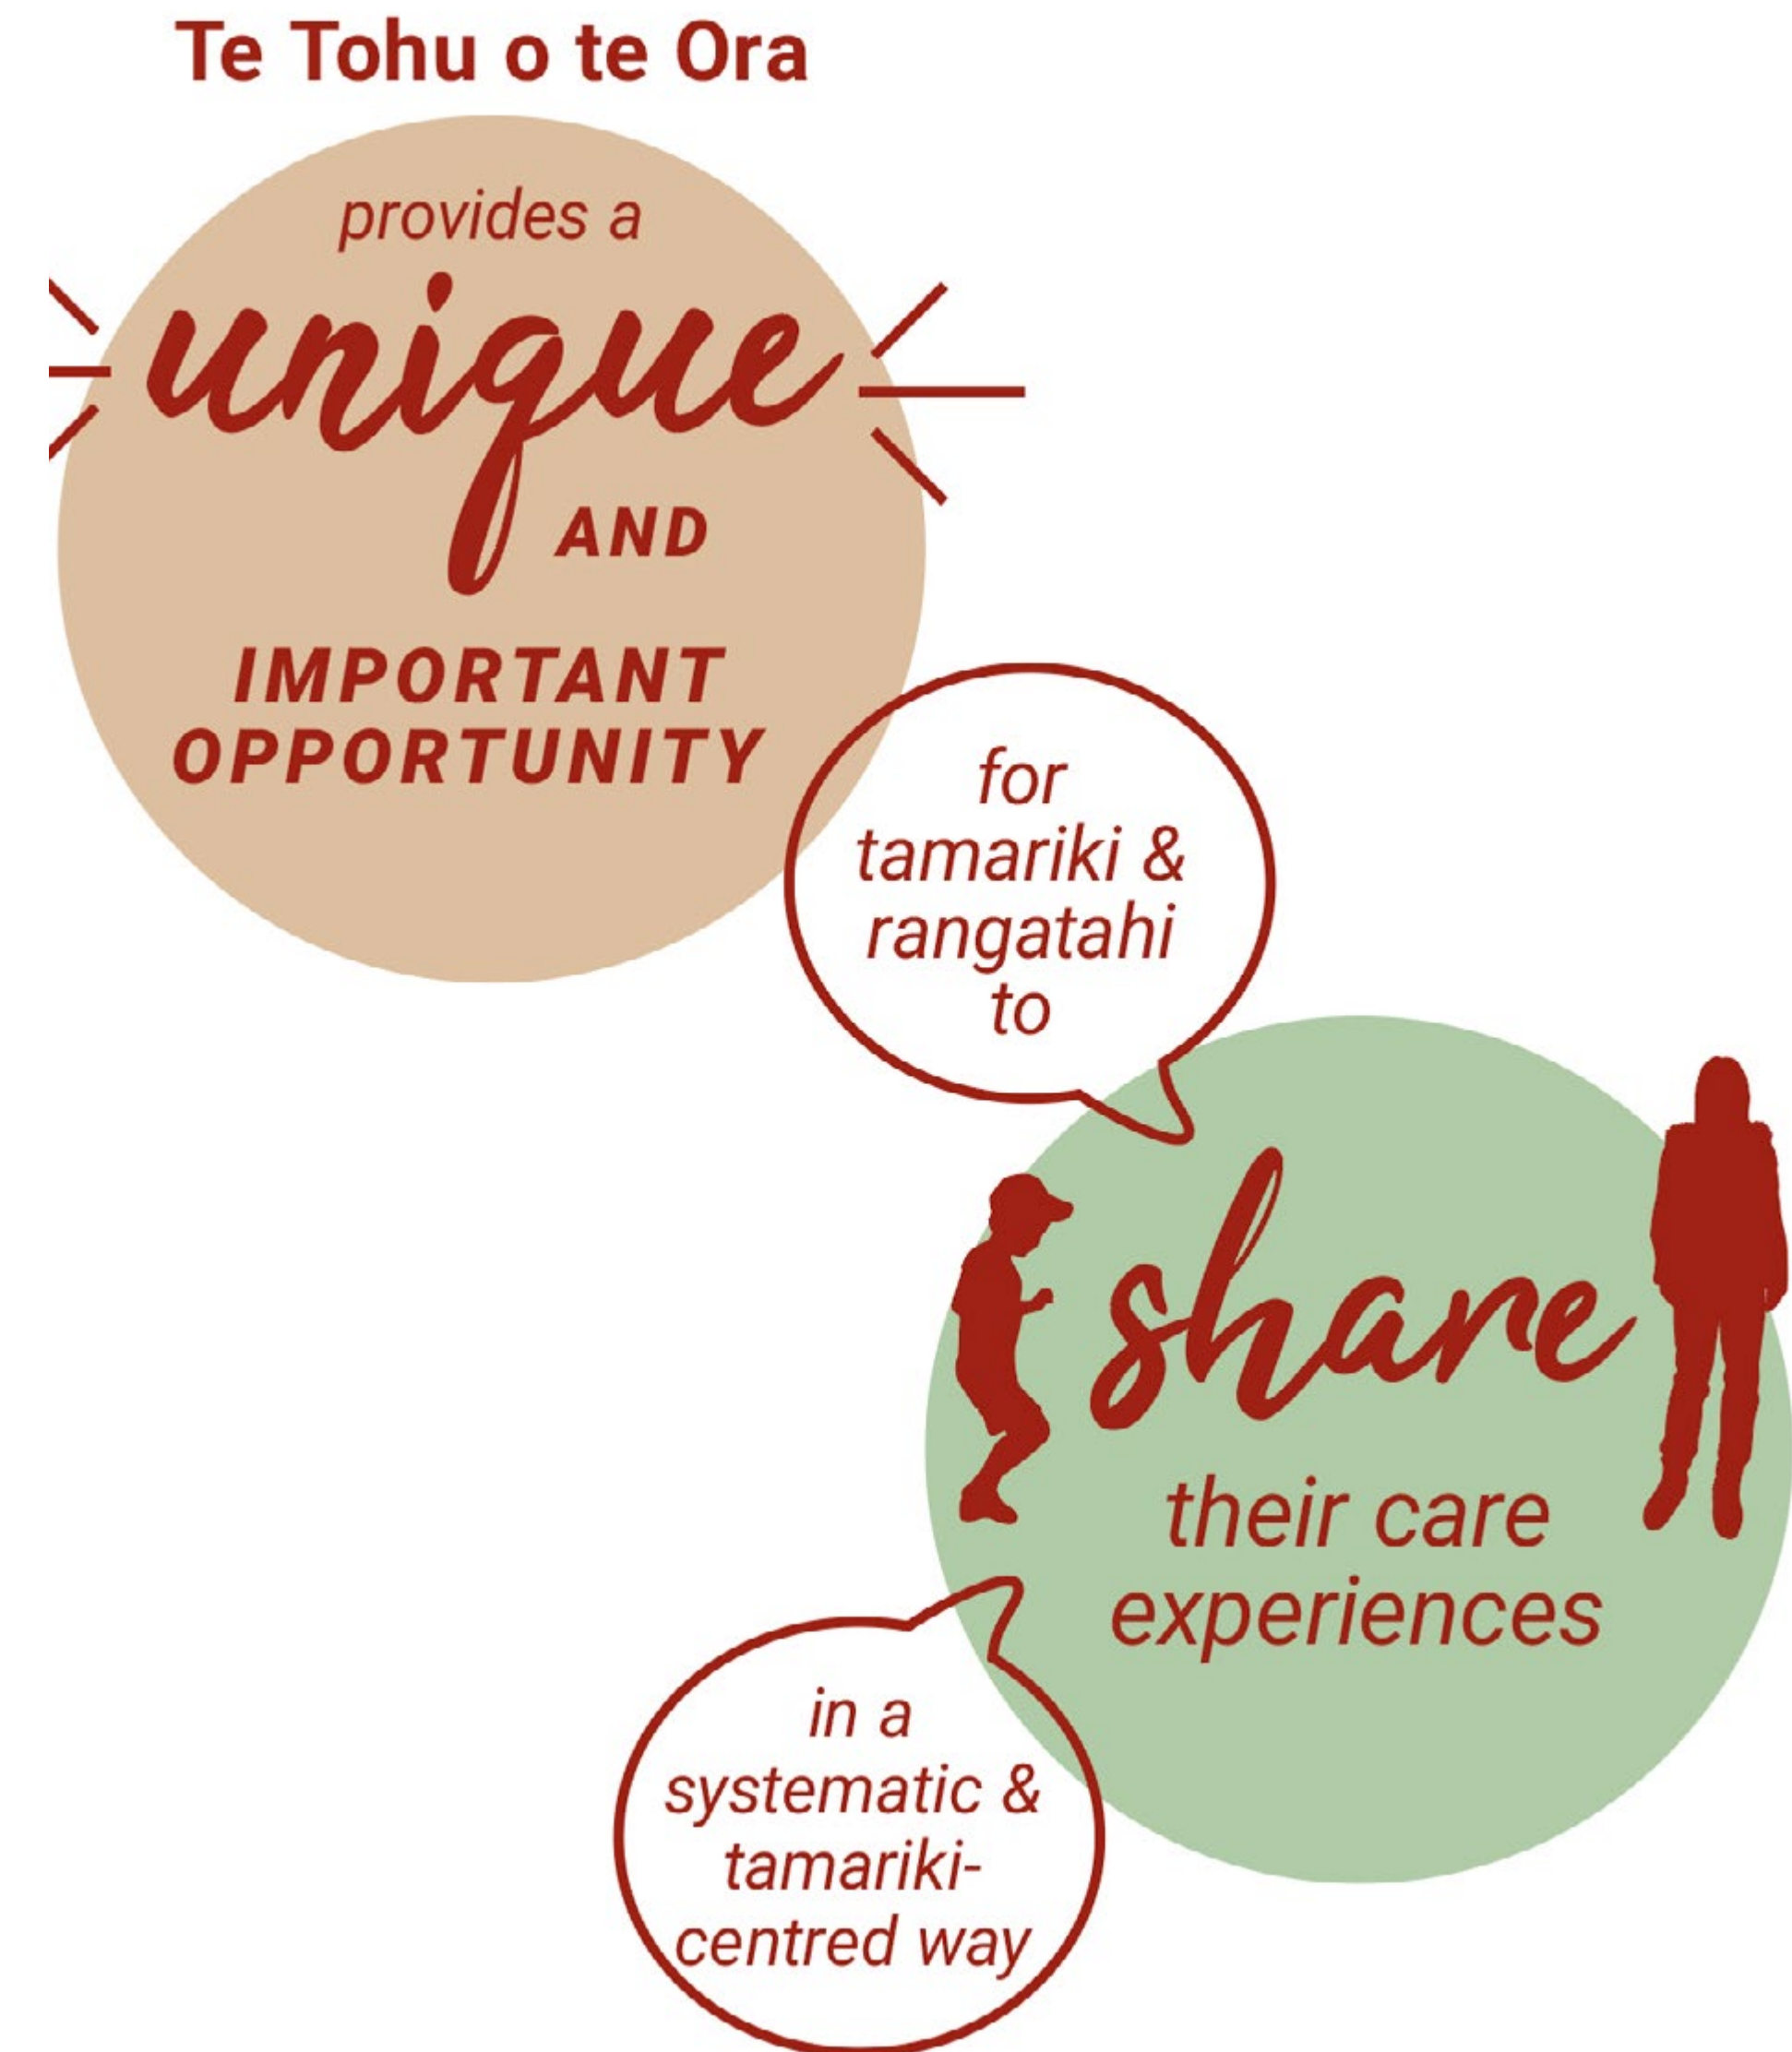 Te Tohu o te Ora
provides a
unique
AND
IMPORTANT
OPPORTUNITY
for
tamariki &
rangatahi
to
share
their care
experiences
in a
systematic &
tamariki-
centred way